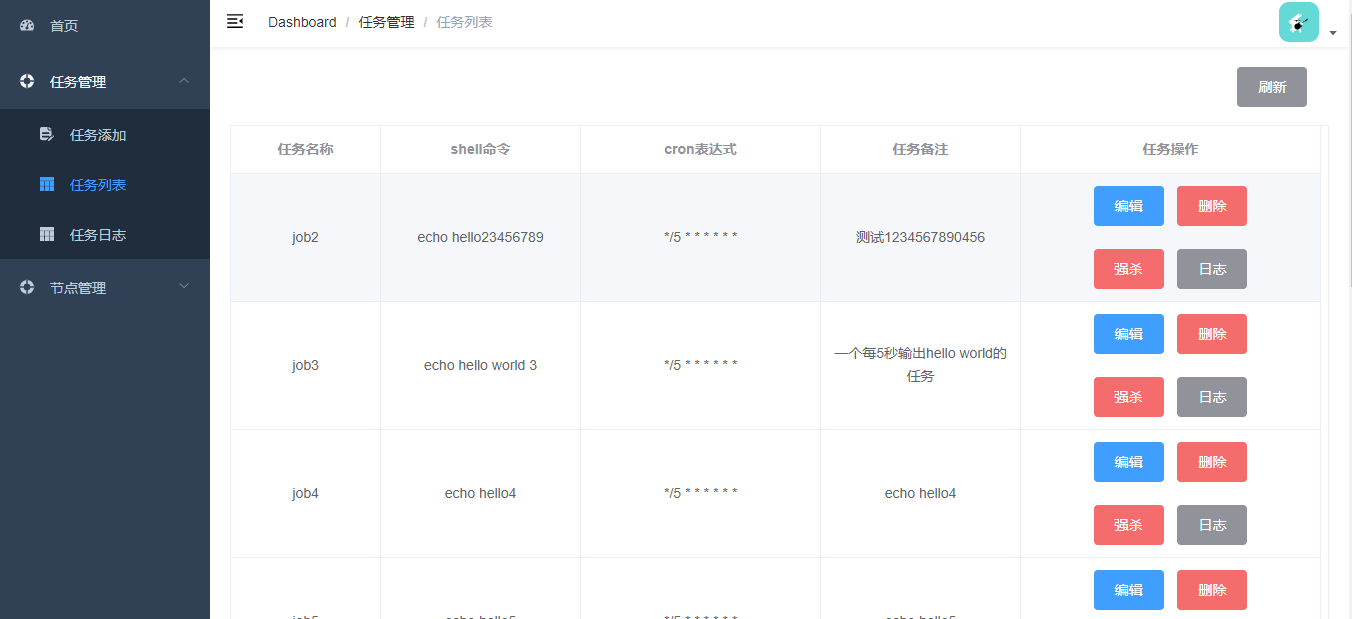 首页
任务管理
任务添加
任务列表
任务日志
节点管理
Dashboard / 任务管理 / 任务列表
刷新
任务名称 shell命令 cron表达式 任务备注 任务操作
job2 echo hello23456789 */5 * * * * * * 测试1234567890456
编辑 删除
强杀 日志
job3 echo hello world 3 */5 * * * * * * 一个每5秒输出hello world的
任务
编辑 删除
强杀 日志
job4 echo hello4 */5 * * * * * * echo hello4
编辑 删除
强杀 日志
编辑 删除
job5 echo hello5 */5 * * * * * * echo hello5